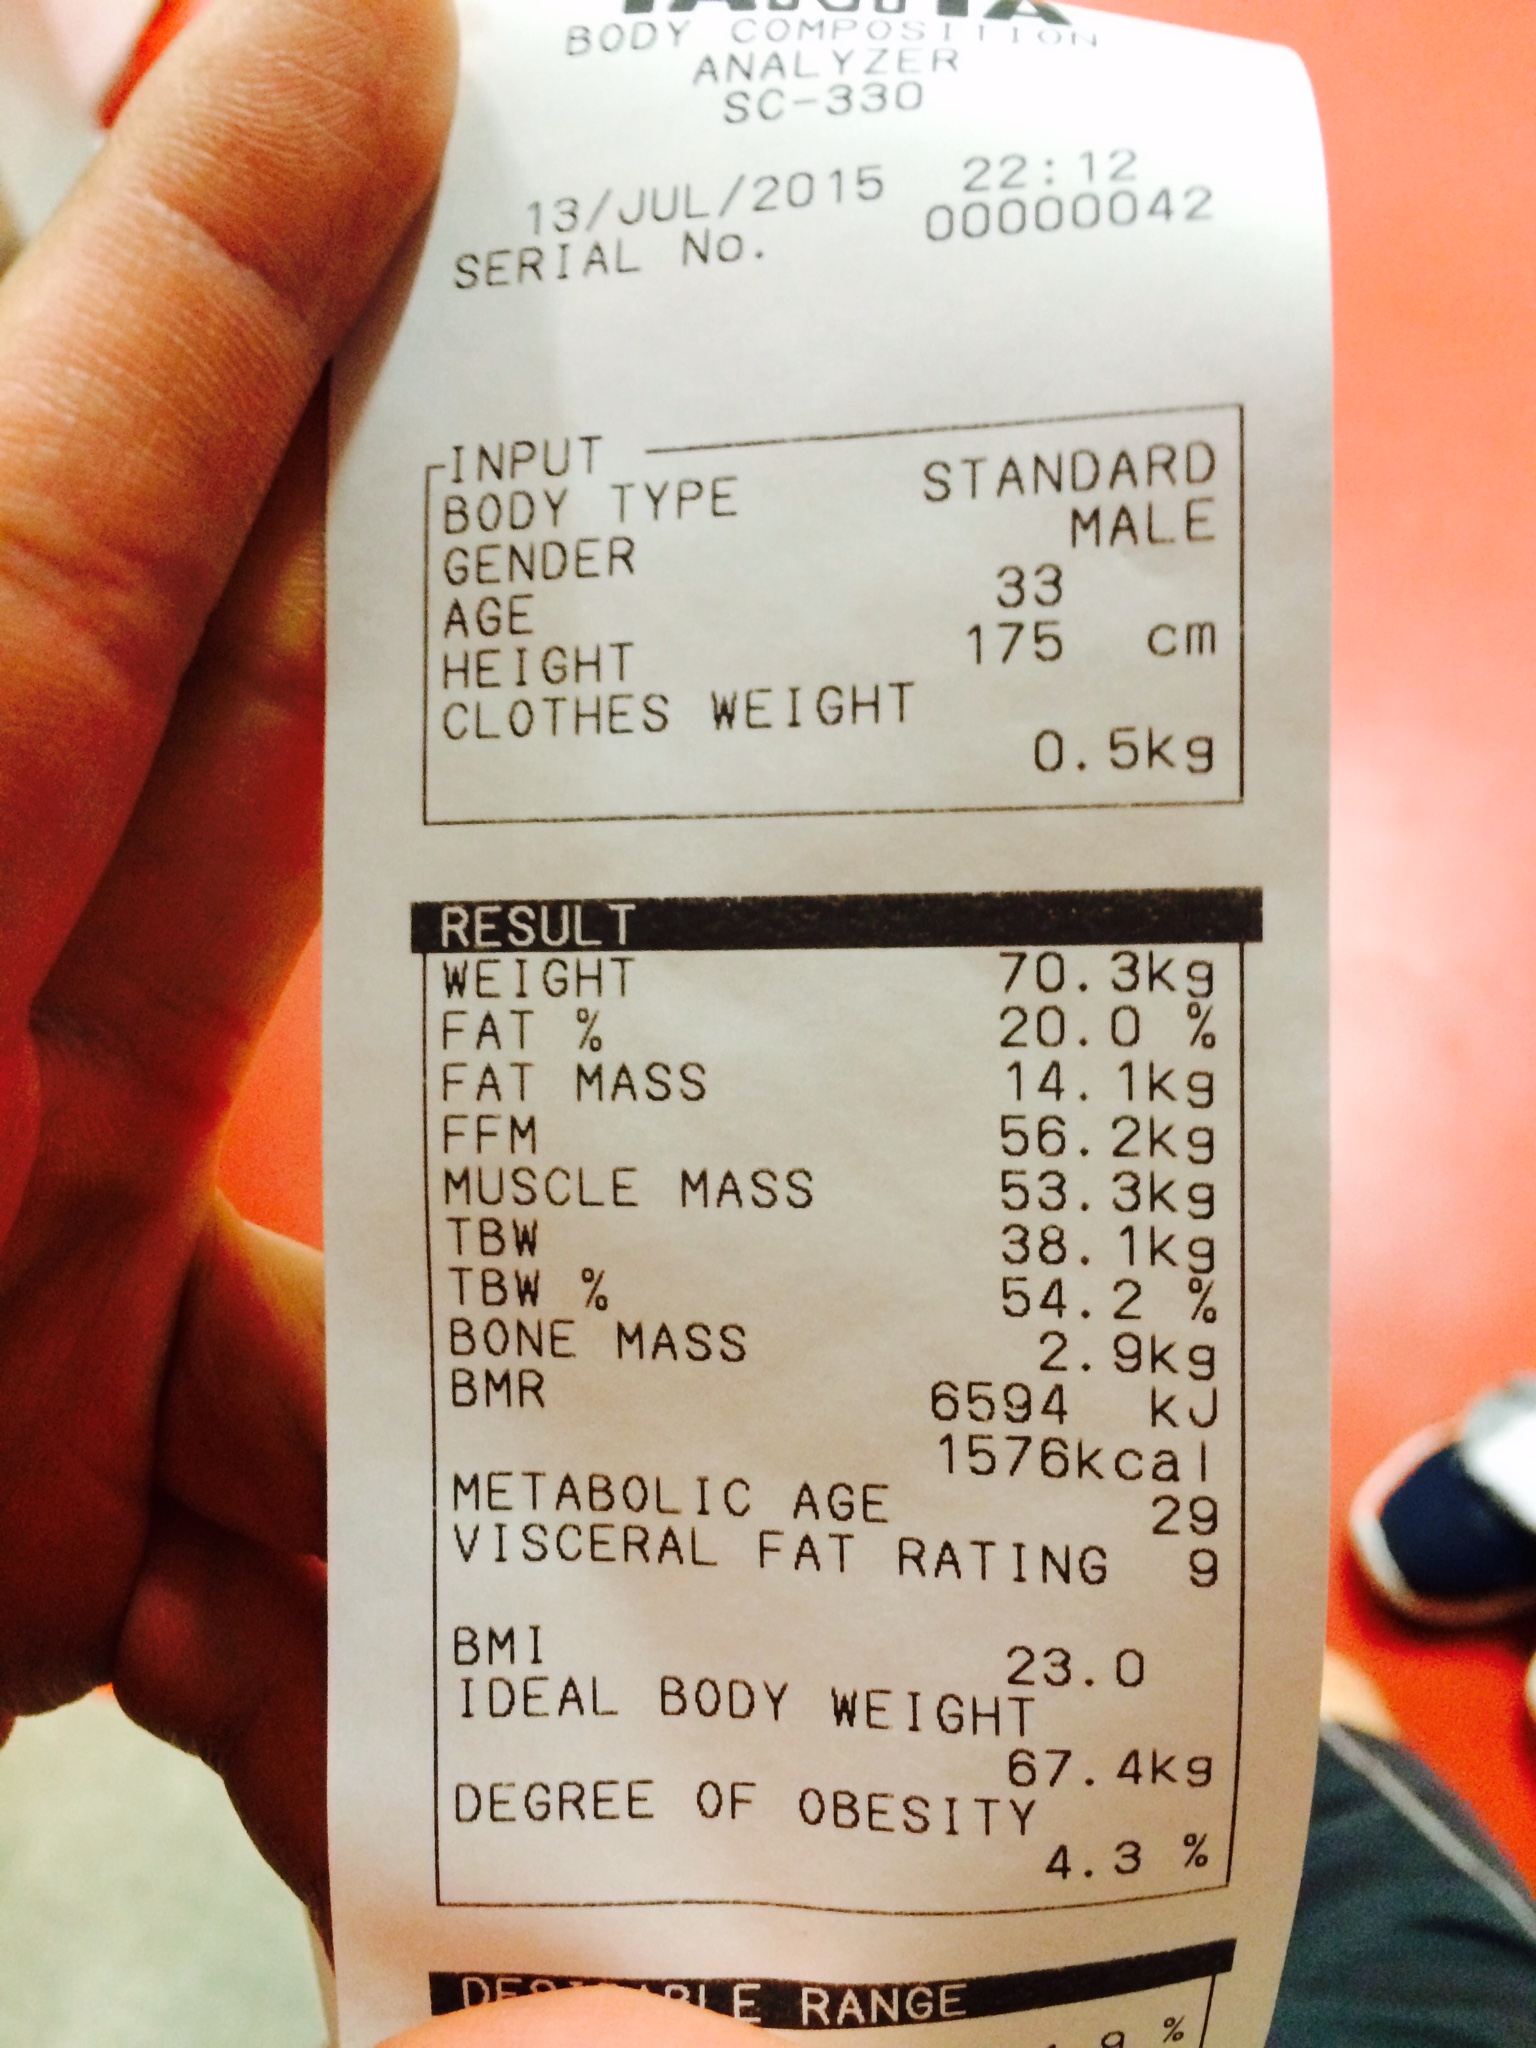 TANITA
BODY COMPOSITION
ANALYZER
SC-330
13/JUL/2015 22:12
SERIAL No. 00000042
INPUT
BODY TYPE STANDARD
GENDER MALE
AGE 33
HEIGHT 175 cm
CLOTHES WEIGHT
0.5kg
RESULT
WEIGHT 70.3kg
FAT % 20.0 %
FAT MASS 14.1kg
FFM 56.2kg
MUSCLE MASS 53.3kg
TBW 38.1kg
TBW % 54.2 %
BONE MASS 2.9kg
BMR 6594 kJ
1576kcal
METABOLIC AGE 29
VISCERAL FAT RATING 9
BMI 23.0
IDEAL BODY WEIGHT
67.4kg
DEGREE OF OBESITY
4.3 %
DESIRABLE RANGE
%